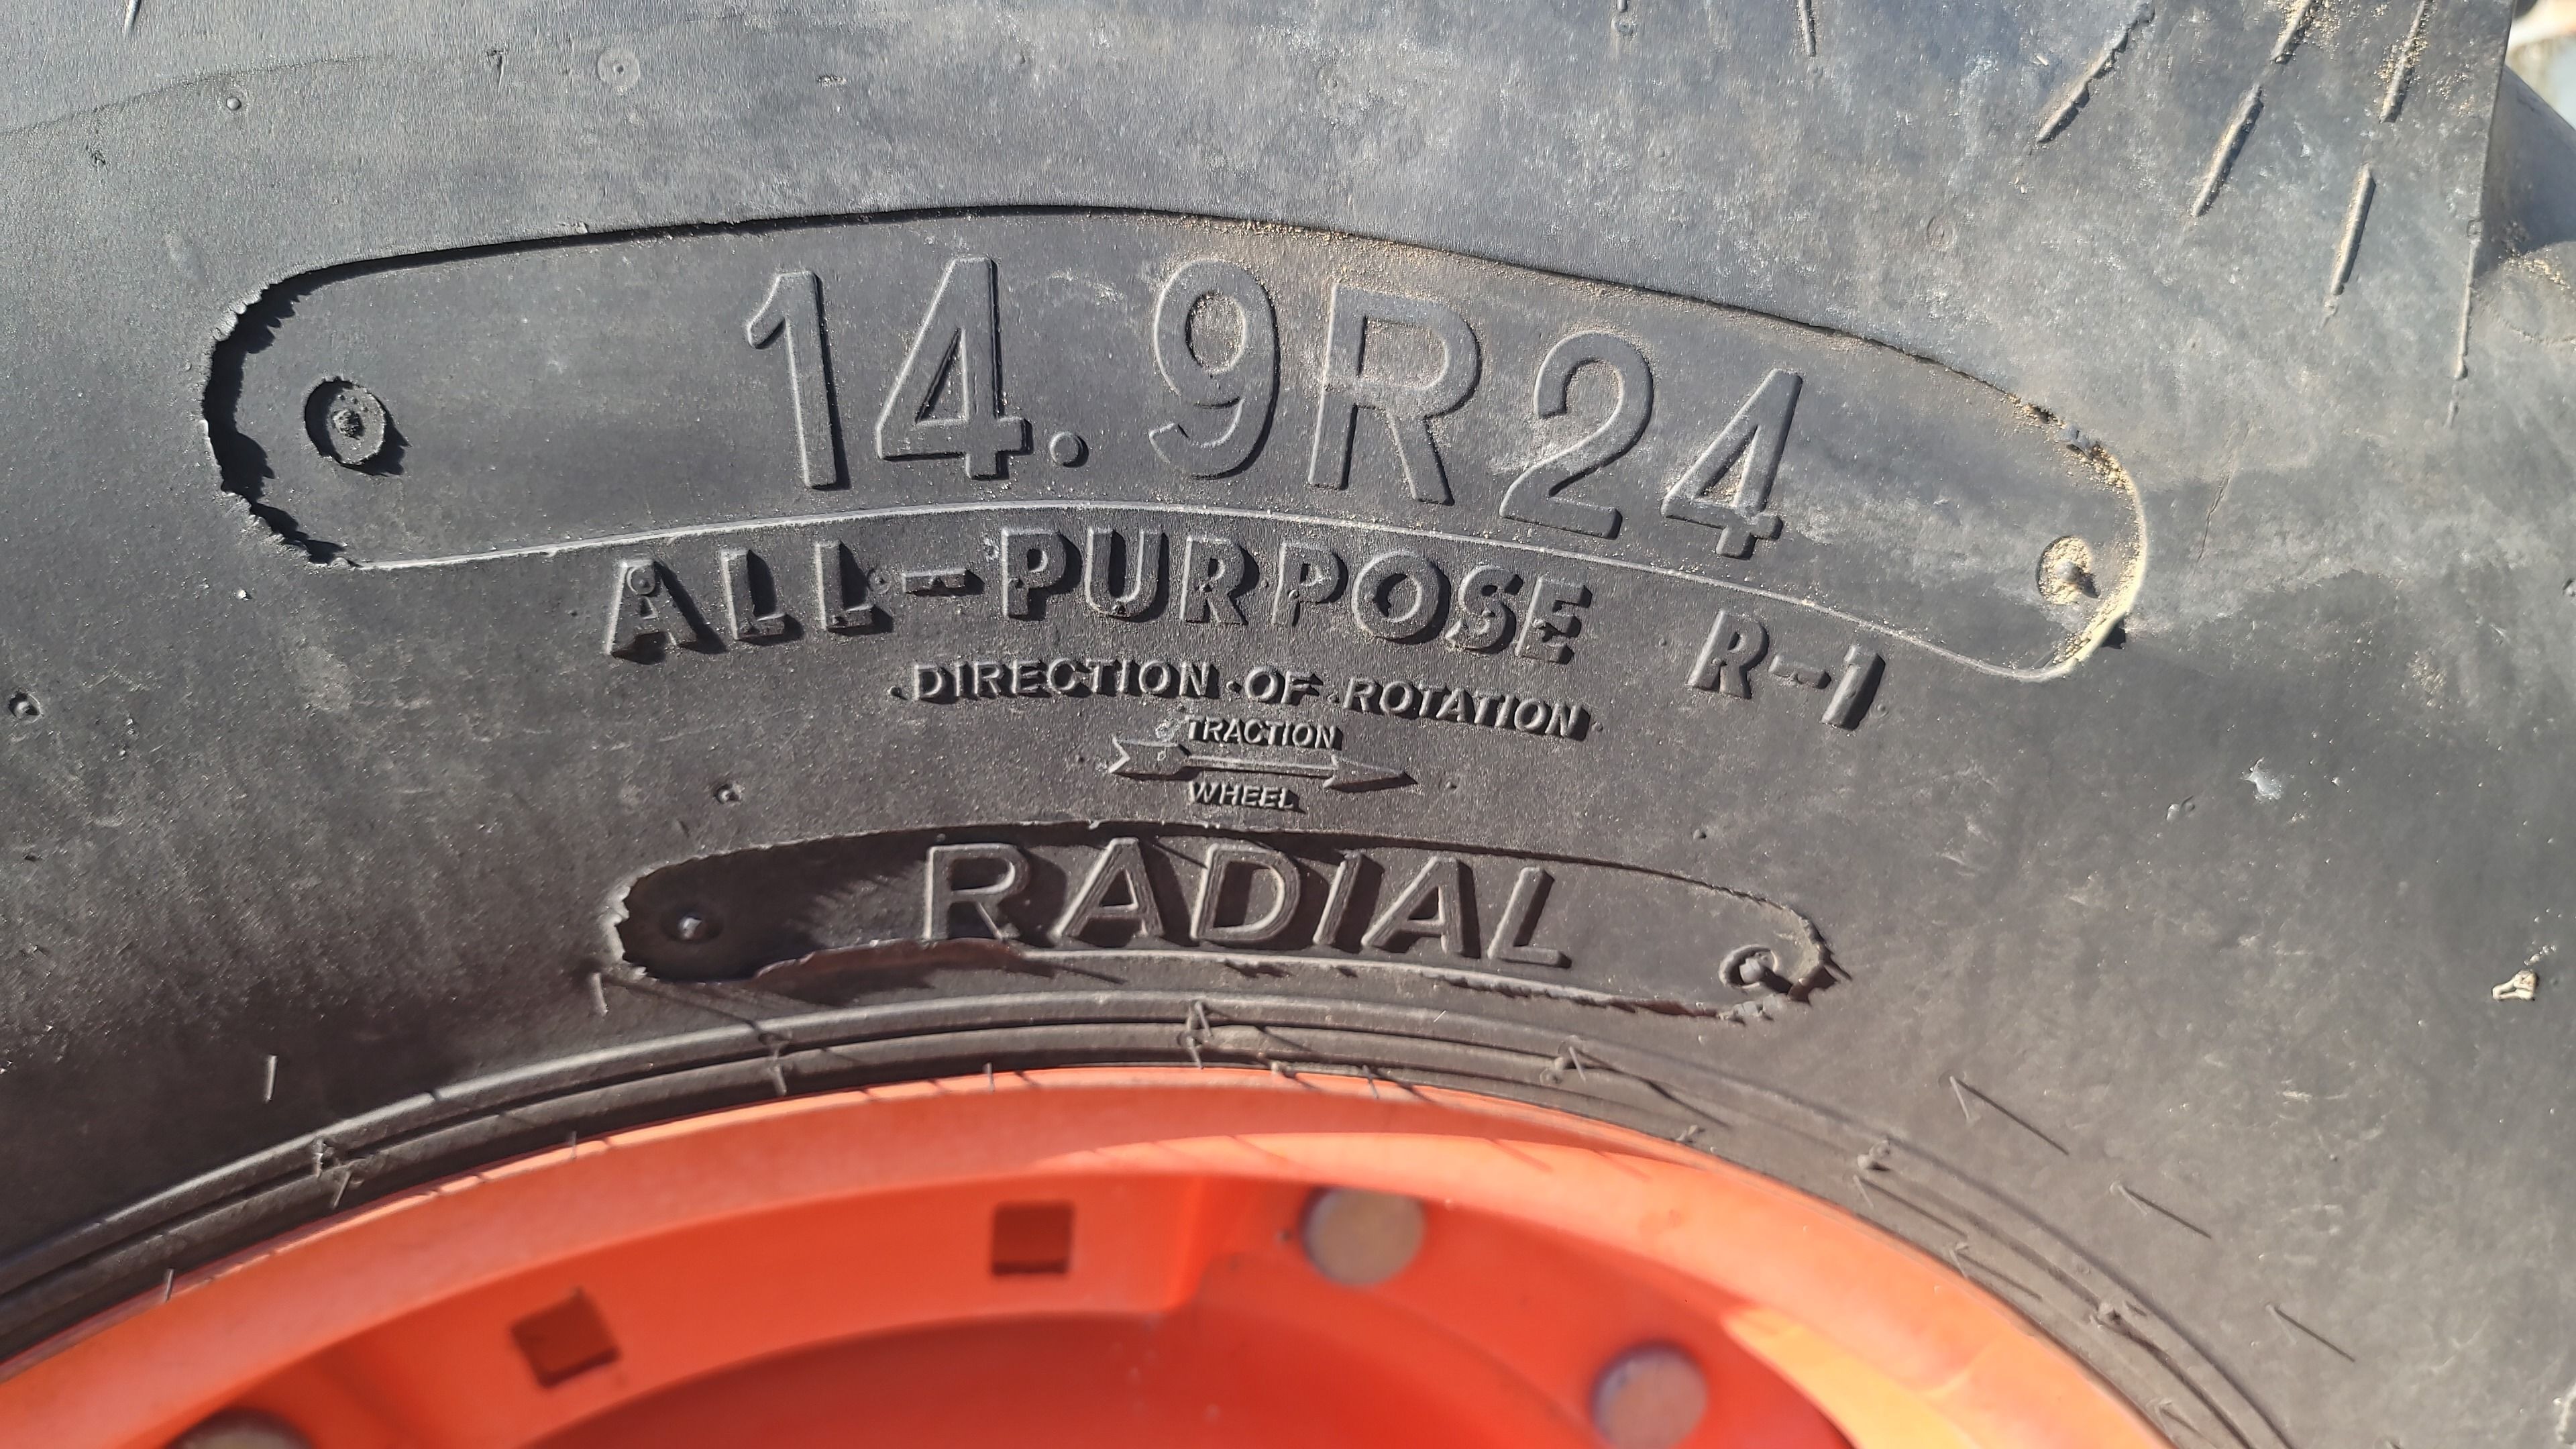 14.9R24
ALL-PURPOSE R-1
DIRECTION OF ROTATION
TRACTION
WHEEL
RADIAL